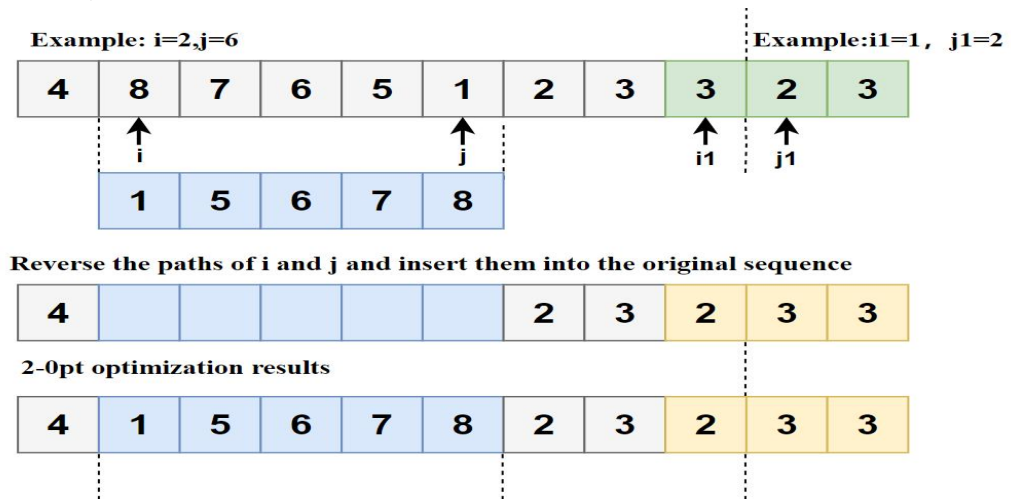 Example: i=2,j=6 Example:i1=1, j1=2
4 8 7 6 5 1 2 3 3 2 3
i j i1 j1
1 5 6 7 8
Reverse the paths of i and j and insert them into the original sequence
4 2 3 2 3 3
2-0pt optimization results
4 1 5 6 7 8 2 3 2 3 3